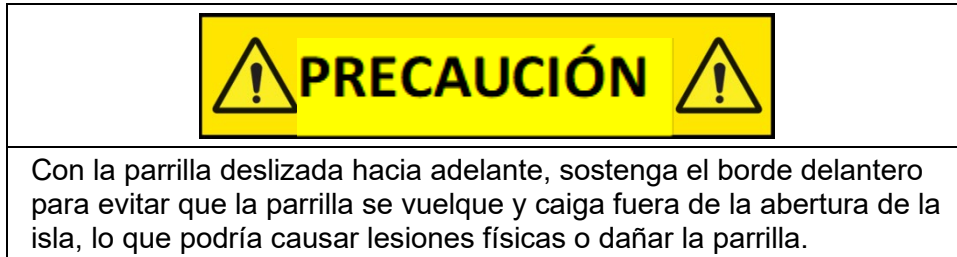 PRECAUCIÓN
Con la parrilla deslizada hacia adelante, sostenga el borde delantero
para evitar que la parrilla se vuelque y caiga fuera de la abertura de la
isla, lo que podría causar lesiones físicas o dañar la parrilla.